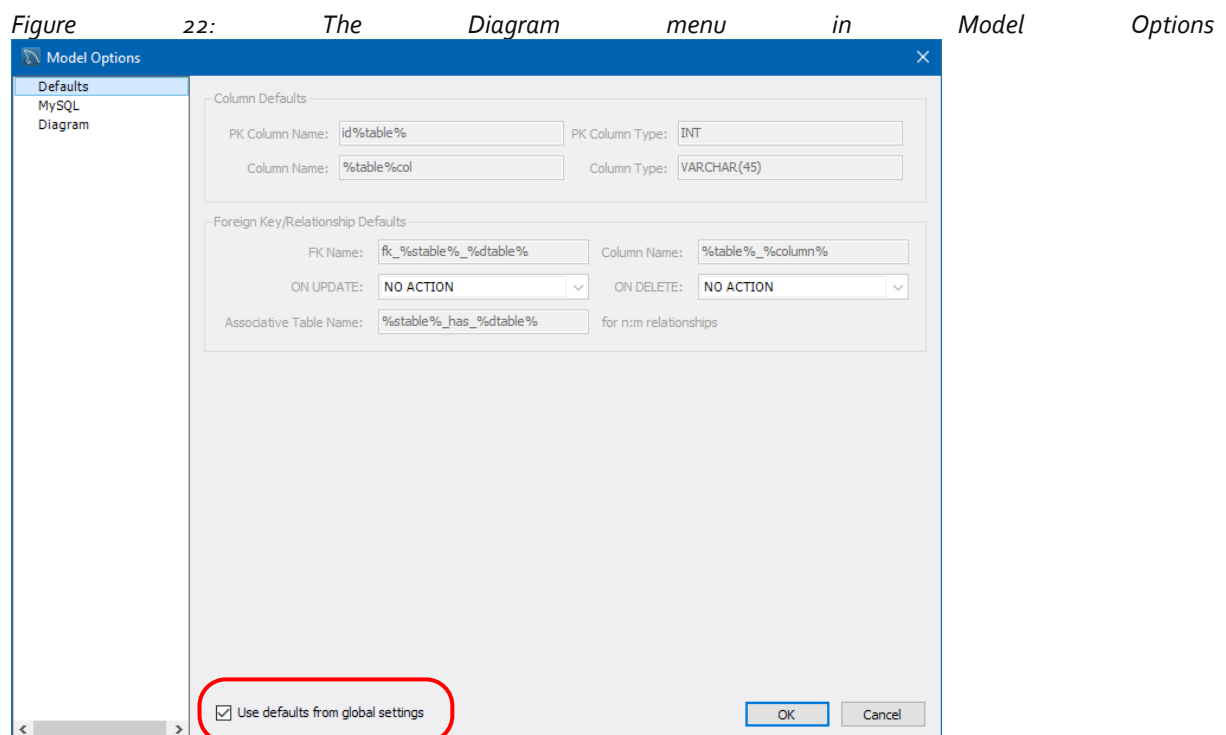 Figure 22: The Diagram menu in Model Options
Model Options
Defaults
MySQL
Diagram
Column Defaults
PK Column Name: id%table% PK Column Type: INT
Column Name: %table%col Column Type: VARCHAR(45)
Foreign Key/Relationship Defaults
FK Name: fk_%stable%_%dtable% Column Name: %table%_%column%
ON UPDATE: NO ACTION ON DELETE: NO ACTION
Associative Table Name: %stable%_has_%dtable% for n:m relationships
Use defaults from global settings OK Cancel